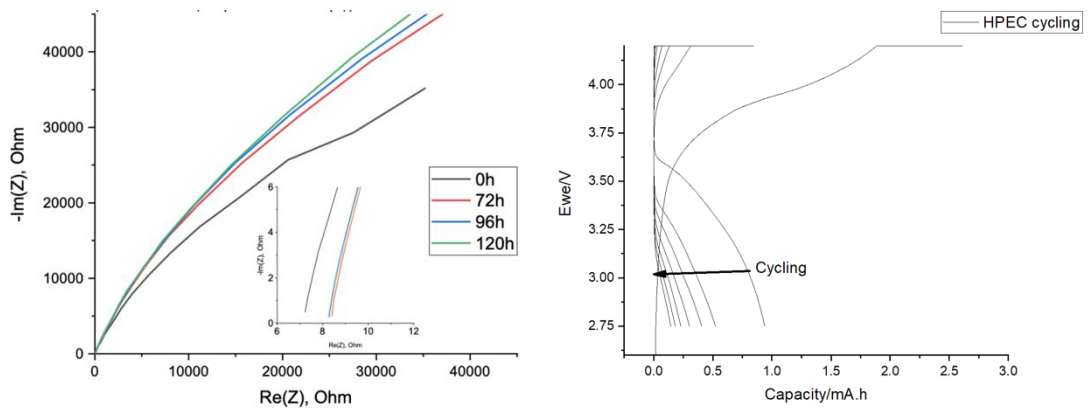 -Im(Z), Ohm
40000
30000
20000
10000
0
0 10000 20000 30000 40000
Re(Z), Ohm
0h
72h
96h
120h
-Im(Z), Ohm
6
4
2
0
6 8 10 12
Re(Z), Ohm
HPEC cycling
Ewe/V
4.00
3.75
3.50
3.25
3.00
2.75
Cycling
0.0 0.5 1.0 1.5 2.0 2.5 3.0
Capacity/mA.h